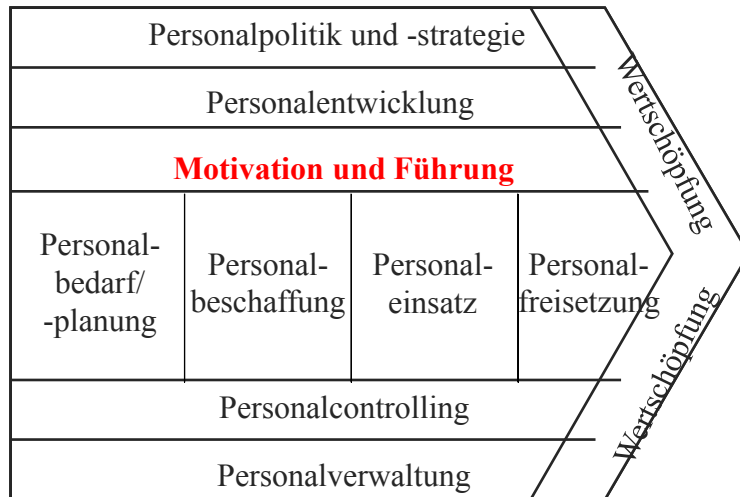 Personalpolitik und -strategie
Personalentwicklung
Motivation und Führung
Personal-
bedarf/
-planung
Personal-
beschaffung
Personal-
einsatz
Personal-
freisetzung
Personalcontrolling
Personalverwaltung
Wertschöpfung
Wertschöpfung